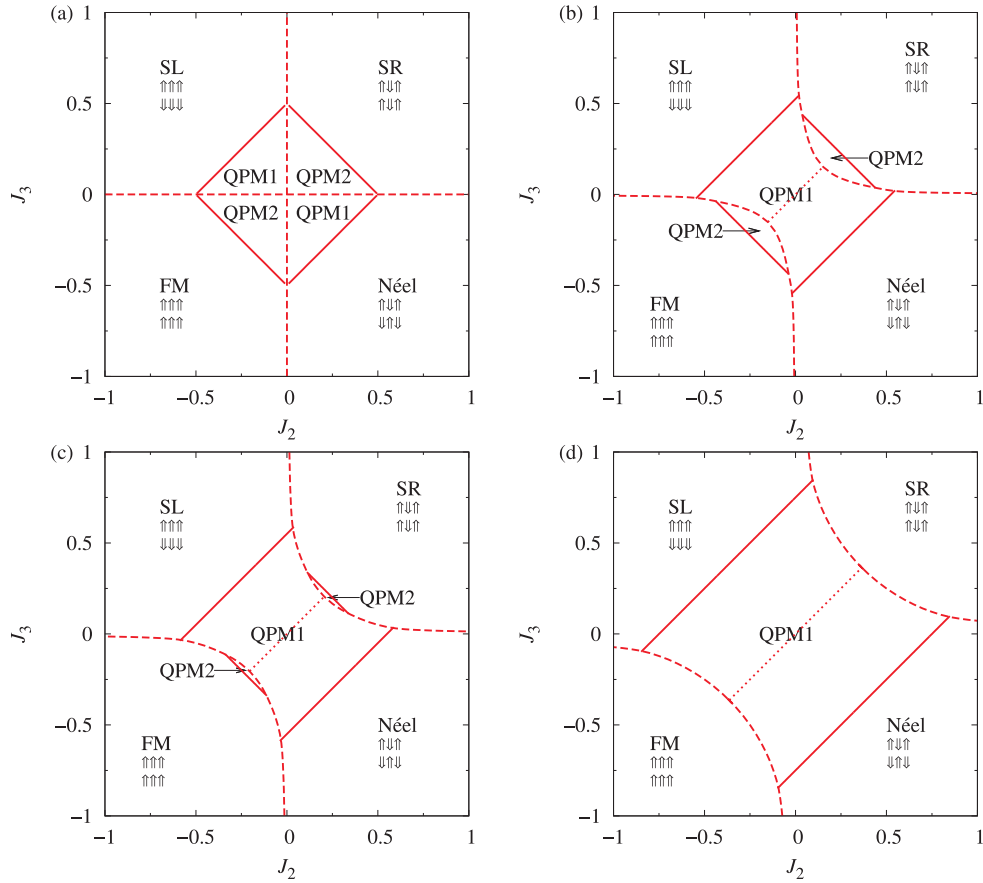 (a)
1
0.5
0
−0.5
−1
J3
SL
⇑⇑⇑
⇓⇓⇓
SR
⇑⇓⇑
⇑⇓⇑
QPM1
QPM2
QPM2
QPM1
FM
⇑⇑⇑
⇑⇑⇑
Néel
⇑⇓⇑
⇓⇑⇓
−1 −0.5 0 0.5 1
J2
(b)
1
0.5
0
−0.5
−1
J3
SL
⇑⇑⇑
⇓⇓⇓
SR
⇑⇓⇑
⇑⇓⇑
QPM2
QPM1
QPM2
FM
⇑⇑⇑
⇑⇑⇑
Néel
⇑⇓⇑
⇓⇑⇓
−1 −0.5 0 0.5 1
J2
(c)
1
0.5
0
−0.5
−1
J3
SL
⇑⇑⇑
⇓⇓⇓
SR
⇑⇓⇑
⇑⇓⇑
QPM2
QPM1
QPM2
FM
⇑⇑⇑
⇑⇑⇑
Néel
⇑⇓⇑
⇓⇑⇓
−1 −0.5 0 0.5 1
J2
(d)
1
0.5
0
−0.5
−1
J3
SL
⇑⇑⇑
⇓⇓⇓
SR
⇑⇓⇑
⇑⇓⇑
QPM1
FM
⇑⇑⇑
⇑⇑⇑
Néel
⇑⇓⇑
⇓⇑⇓
−1 −0.5 0 0.5 1
J2